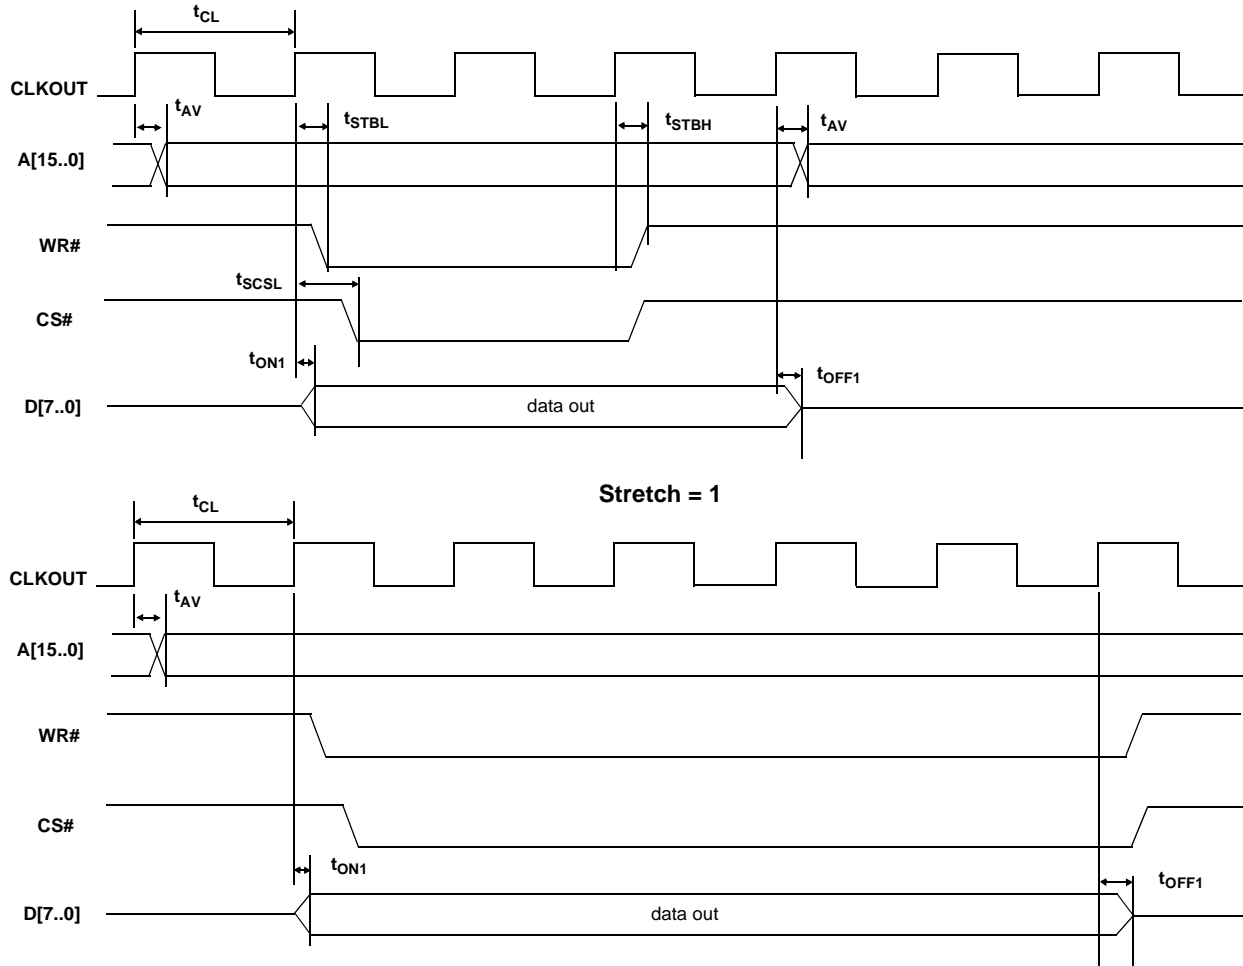 tCL
CLKOUT
tAV
tSTBL
tSTBH
tAV
A[15..0]
WR#
tSCSL
CS#
tON1
tOFF1
D[7..0]
data out
Stretch = 1
tCL
CLKOUT
tAV
A[15..0]
WR#
CS#
tON1
tOFF1
D[7..0]
data out